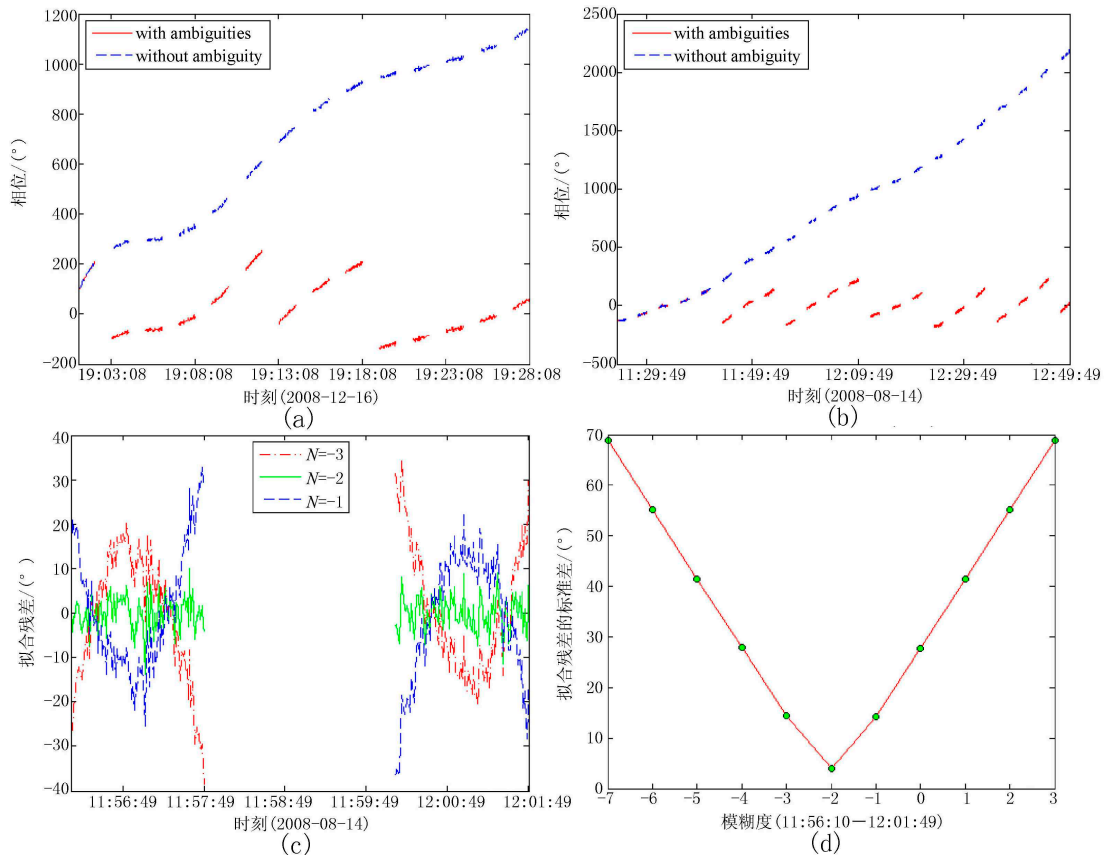 1200
1000
800
600
400
200
0
-200
相位/(°)
with ambiguities
without ambiguity
19:03:08 19:08:08 19:13:08 19:18:08 19:23:08 19:28:08
时刻(2008-12-16)
(a)
2500
2000
1500
1000
500
0
-500
相位/(°)
with ambiguities
without ambiguity
11:29:49 11:49:49 12:09:49 12:29:49 12:49:49
时刻(2008-08-14)
(b)
40
30
20
10
0
-10
-20
-30
-40
拟合残差/(°)
N=-3
N=-2
N=-1
11:56:49 11:57:49 11:58:49 11:59:49 12:00:49 12:01:49
时刻(2008-08-14)
(c)
70
60
50
40
30
20
10
0
拟合残差的标准差/(°)
-7 -6 -5 -4 -3 -2 -1 0 1 2 3
模糊度(11:56:10—12:01:49)
(d)